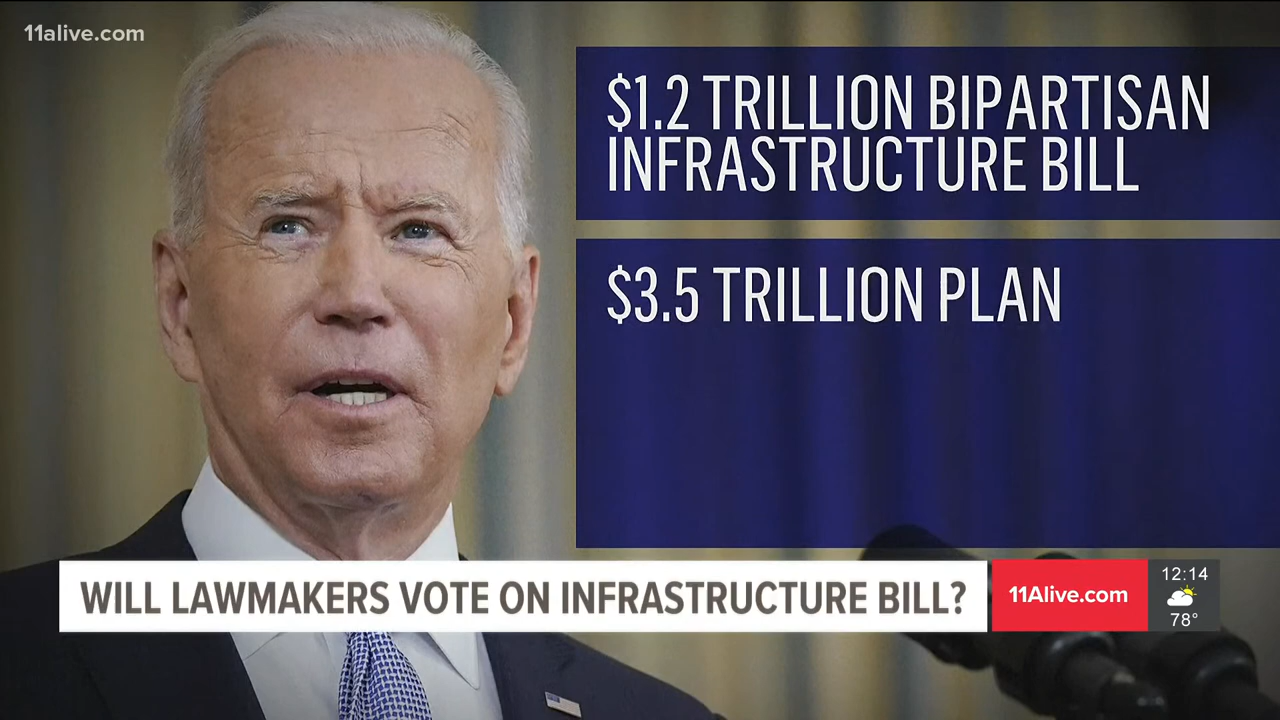 11alive.com
$1.2 TRILLION BIPARTISAN
INFRASTRUCTURE BILL
$3.5 TRILLION PLAN
WILL LAWMAKERS VOTE ON INFRASTRUCTURE BILL?
11Alive.com
12:14
78°